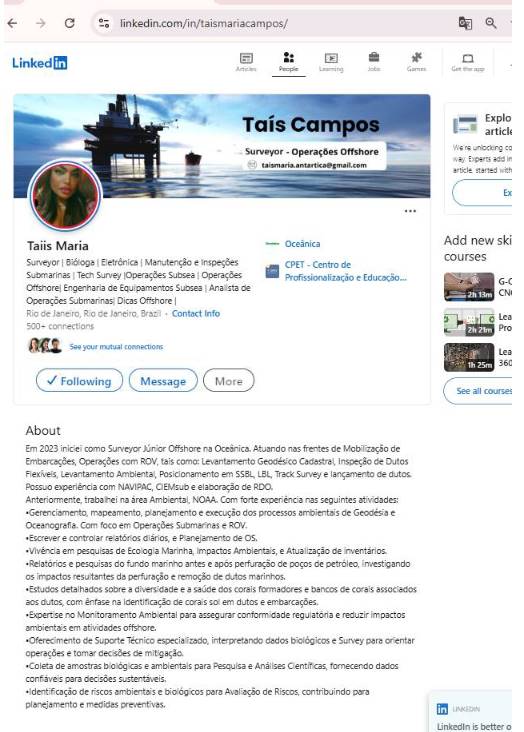 linkedin.com/in/taismariacampos/
Linked in
Articles
People
Learning
Jobs
Games
Get the app
Taís Campos
Surveyor - Operações Offshore
taismaria.antartica@gmail.com
Taiis Maria
Surveyor | Bióloga | Eletrônica | Manutenção e Inspeções
Submarinas | Tech Survey |Operações Subsea | Operações
Offshore| Engenharia de Equipamentos Subsea | Analista de
Operações Submarinas| Dicas Offshore |
Rio de Janeiro, Rio de Janeiro, Brazil · Contact Info
500+ connections
See your mutual connections
Oceânica
CPET - Centro de
Profissionalização e Educação...
Following
Message
More
About
Em 2023 iniciei como Surveyor Júnior Offshore na Oceânica. Atuando nas frentes de Mobilização de
Embarcações, Operações com ROV, tais como: Levantamento Geodésico Cadastral, Inspeção de Dutos
Flexíveis, Levantamento Ambiental, Posicionamento em SSBL, LBL, Track Survey e lançamento de dutos.
Possuo experiência com NAVIPAC, CIEMsub e elaboração de RDO.
Anteriormente, trabalhei na área Ambiental, NOAA. Com forte experiência nas seguintes atividades:
•Gerenciamento, mapeamento, planejamento e execução dos processos ambientais de Geodésia e
Oceanografia. Com foco em Operações Submarinas e ROV.
•Escrever e controlar relatórios diários, e Planejamento de OS.
•Vivência em pesquisas de Ecologia Marinha, Impactos Ambientais, e Atualização de inventários.
•Relatórios e pesquisas do fundo marinho antes e após perfuração de poços de petróleo, investigando
os impactos resultantes da perfuração e remoção de dutos marinhos.
•Estudos detalhados sobre a diversidade e a saúde dos corais formadores e bancos de corais associados
aos dutos, com ênfase na identificação de corais sol em dutos e embarcações.
•Expertise no Monitoramento Ambiental para assegurar conformidade regulatória e reduzir impactos
ambientais em atividades offshore.
•Oferecimento de Suporte Técnico especializado, interpretando dados biológicos e Survey para orientar
operações e tomar decisões de mitigação.
•Coleta de amostras biológicas e ambientais para Pesquisa e Análises Científicas, fornecendo dados
confiáveis para decisões sustentáveis.
•Identificação de riscos ambientais e biológicos para Avaliação de Riscos, contribuindo para
planejamento e medidas preventivas.
Explo
article
We're unlocking co
way. Experts add in
article, started with
Ex
Add new ski
courses
2h 13m
G-C
CNC
2h 21m
Lea
Pro
1h 25m
Lea
360
See all courses
in LINKEDIN
LinkedIn is better o